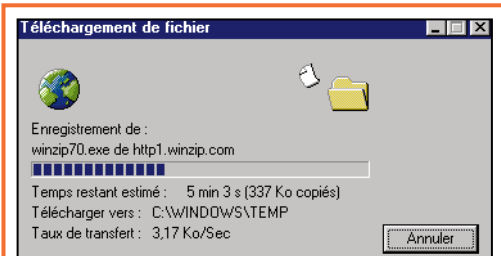 Téléchargement de fichier
Enregistrement de :
winzip70.exe de http1.winzip.com
Temps restant estimé : 5 min 3 s (337 Ko copiés)
Télécharger vers : C:\WINDOWS\TEMP
Taux de transfert : 3,17 Ko/Sec
Annuler